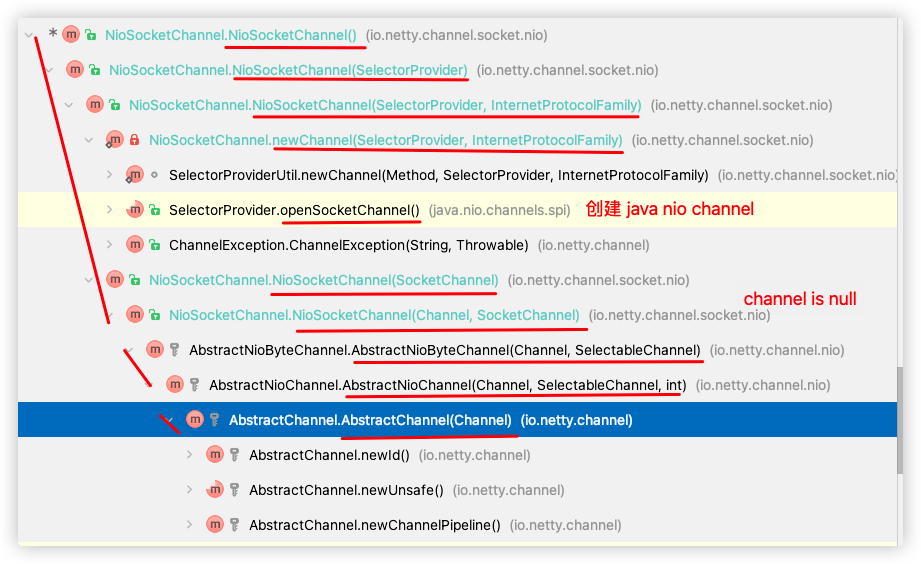 * NioSocketChannel.NioSocketChannel() (io.netty.channel.socket.nio)
NioSocketChannel.NioSocketChannel(SelectorProvider) (io.netty.channel.socket.nio)
NioSocketChannel.NioSocketChannel(SelectorProvider, InternetProtocolFamily) (io.netty.channel.socket.nio)
NioSocketChannel.newChannel(SelectorProvider, InternetProtocolFamily) (io.netty.channel.socket.nio)
SelectorProviderUtil.newChannel(Method, SelectorProvider, InternetProtocolFamily) (io.netty.channel.socket.nio)
SelectorProvider.openSocketChannel() (java.nio.channels.spi) 创建 java nio channel
ChannelException.ChannelException(String, Throwable) (io.netty.channel)
NioSocketChannel.NioSocketChannel(SocketChannel) (io.netty.channel.socket.nio)
channel is null
NioSocketChannel.NioSocketChannel(Channel, SocketChannel) (io.netty.channel.socket.nio)
AbstractNioByteChannel.AbstractNioByteChannel(Channel, SelectableChannel) (io.netty.channel.nio)
AbstractNioChannel.AbstractNioChannel(Channel, SelectableChannel, int) (io.netty.channel.nio)
AbstractChannel.AbstractChannel(Channel) (io.netty.channel)
AbstractChannel.newId() (io.netty.channel)
AbstractChannel.newUnsafe() (io.netty.channel)
AbstractChannel.newChannelPipeline() (io.netty.channel)